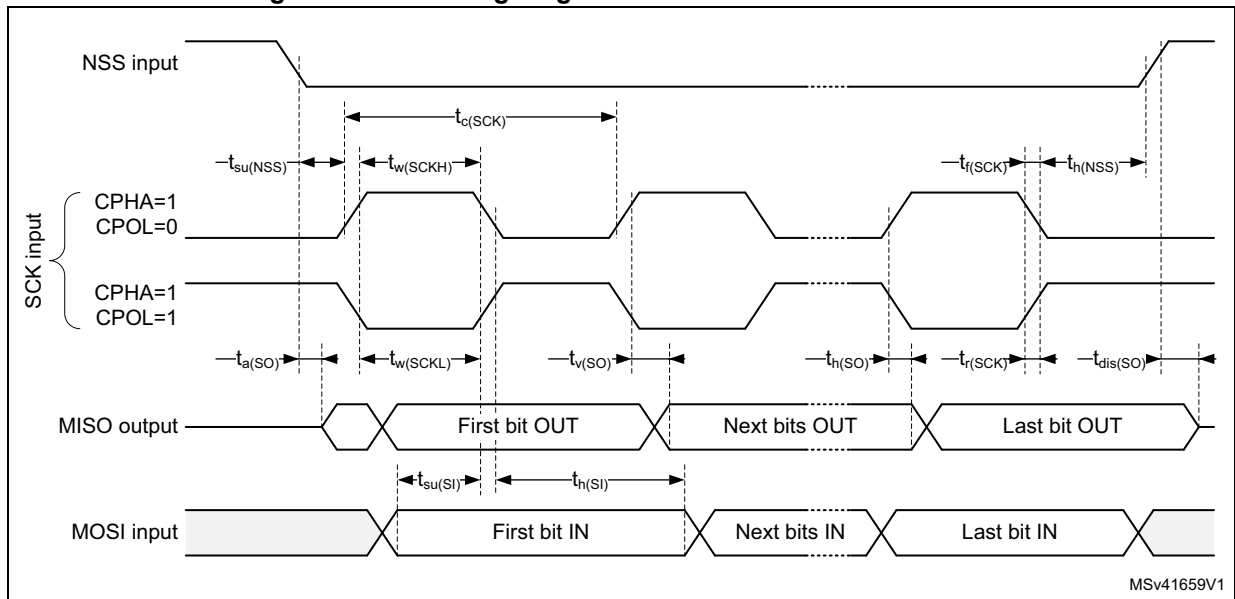 NSS input
tc(SCK)
tsu(NSS)
tw(SCKH)
tf(SCK)
th(NSS)
SCK input
CPHA=1
CPOL=0
CPHA=1
CPOL=1
ta(SO)
tw(SCKL)
tv(SO)
th(SO)
tr(SCK)
tdis(SO)
MISO output
First bit OUT
Next bits OUT
Last bit OUT
tsu(SI)
th(SI)
MOSI input
First bit IN
Next bits IN
Last bit IN
MSv41659V1